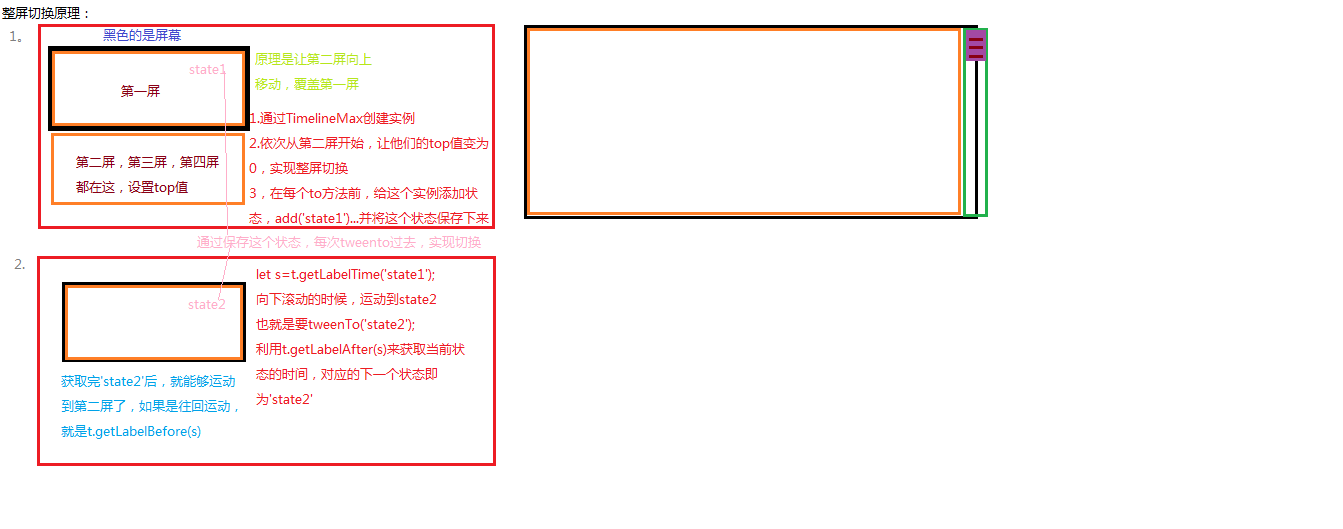 整屏切换原理：
1。
黑色的是屏幕
state1
第一屏
原理是让第二屏向上
移动，覆盖第一屏
1.通过TimelineMax创建实例
2.依次从第二屏开始，让他们的top值变为
0，实现整屏切换
3，在每个to方法前，给这个实例添加状
态，add('state1')...并将这个状态保存下来
第二屏，第三屏，第四屏
都在这，设置top值
通过保存这个状态，每次tweento过去，实现切换
2.
state2
let s=t.getLabelTime('state1');
向下滚动的时候，运动到state2
也就是要tweenTo('state2');
利用t.getLabelAfter(s)来获取当前状
态的时间，对应的下一个状态即
为'state2'
获取完'state2'后，就能够运动
到第二屏了，如果是往回运动，
就是t.getLabelBefore(s)